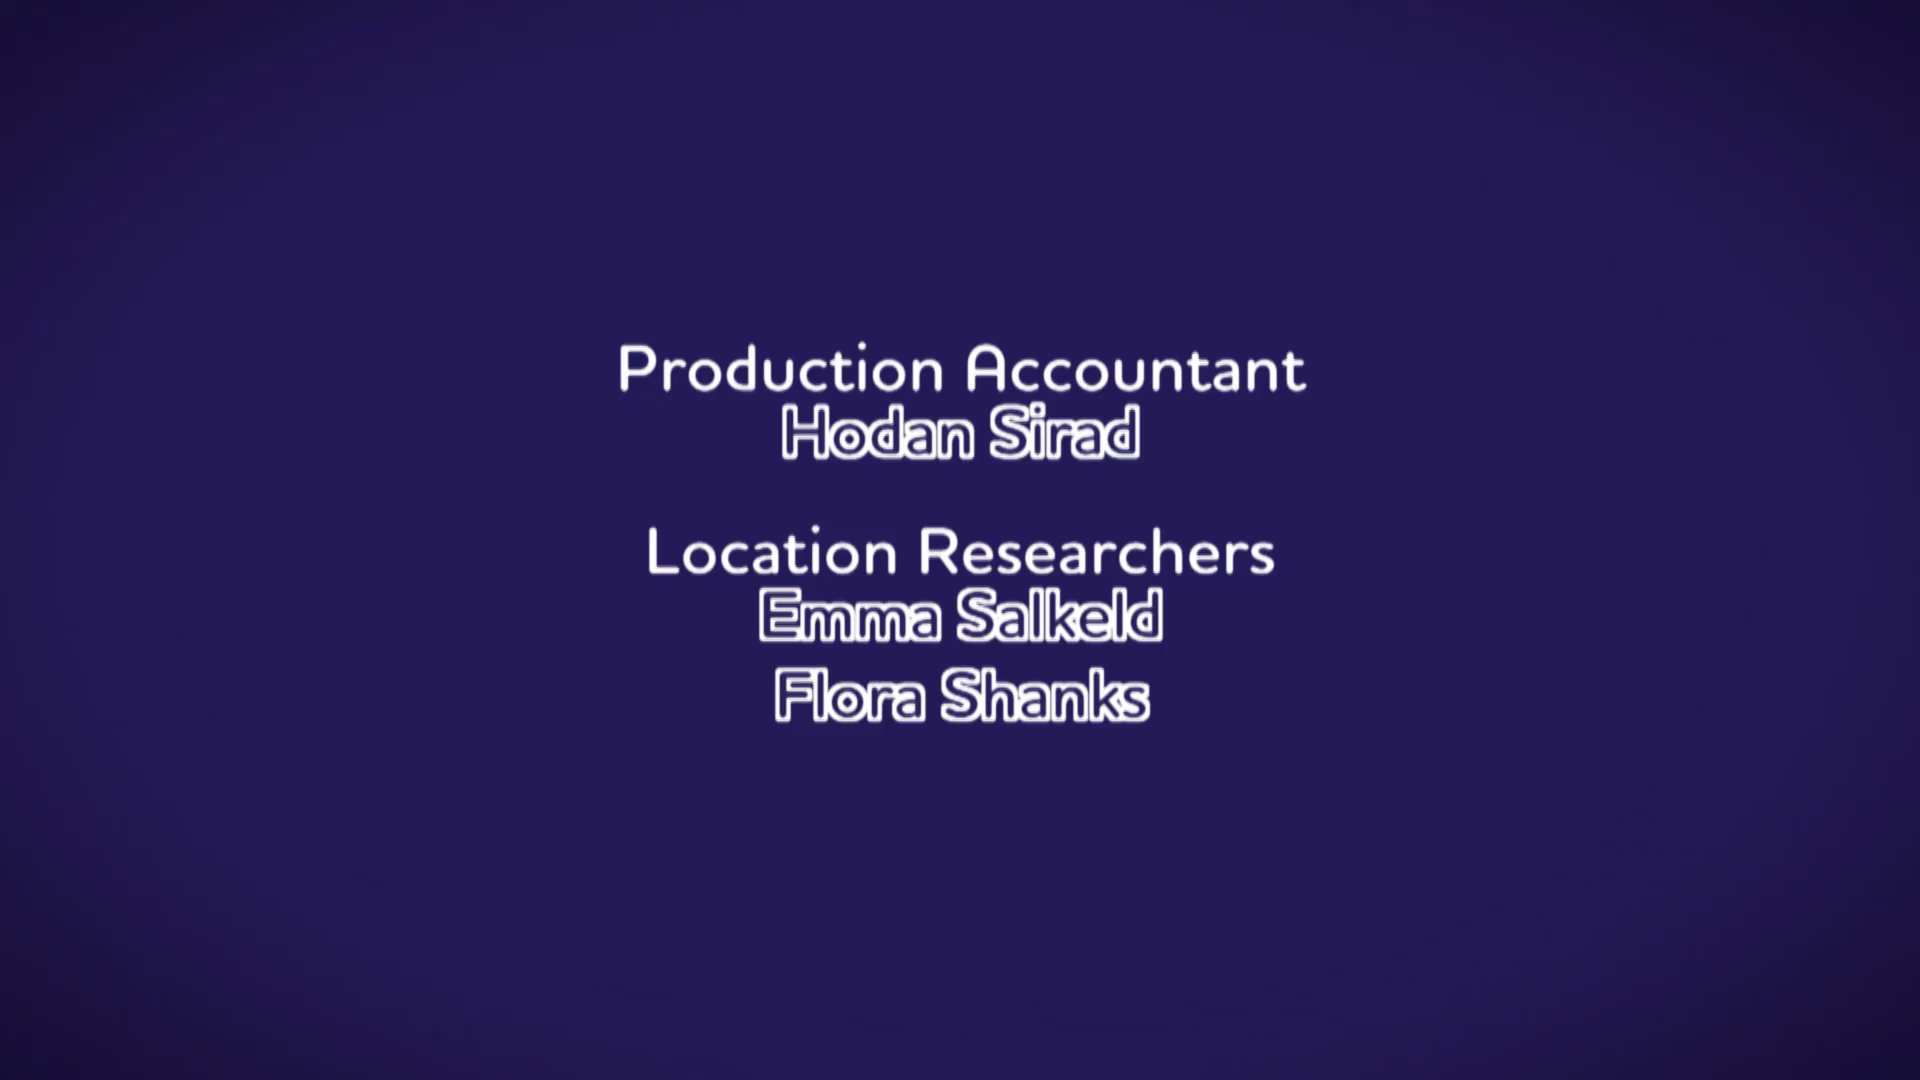 Production Accountant
Hodan Sirad
Location Researchers
Emma Salkeld
Flora Shanks